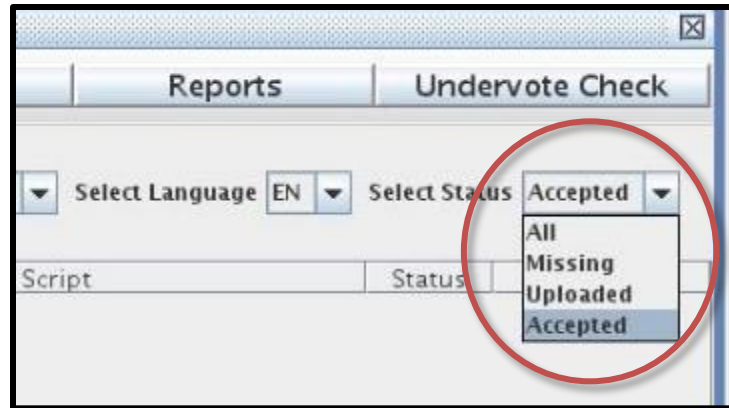 Reports Undervote Check
Select Language EN Select Status Accepted
All
Missing
Script Status
Uploaded
Accepted